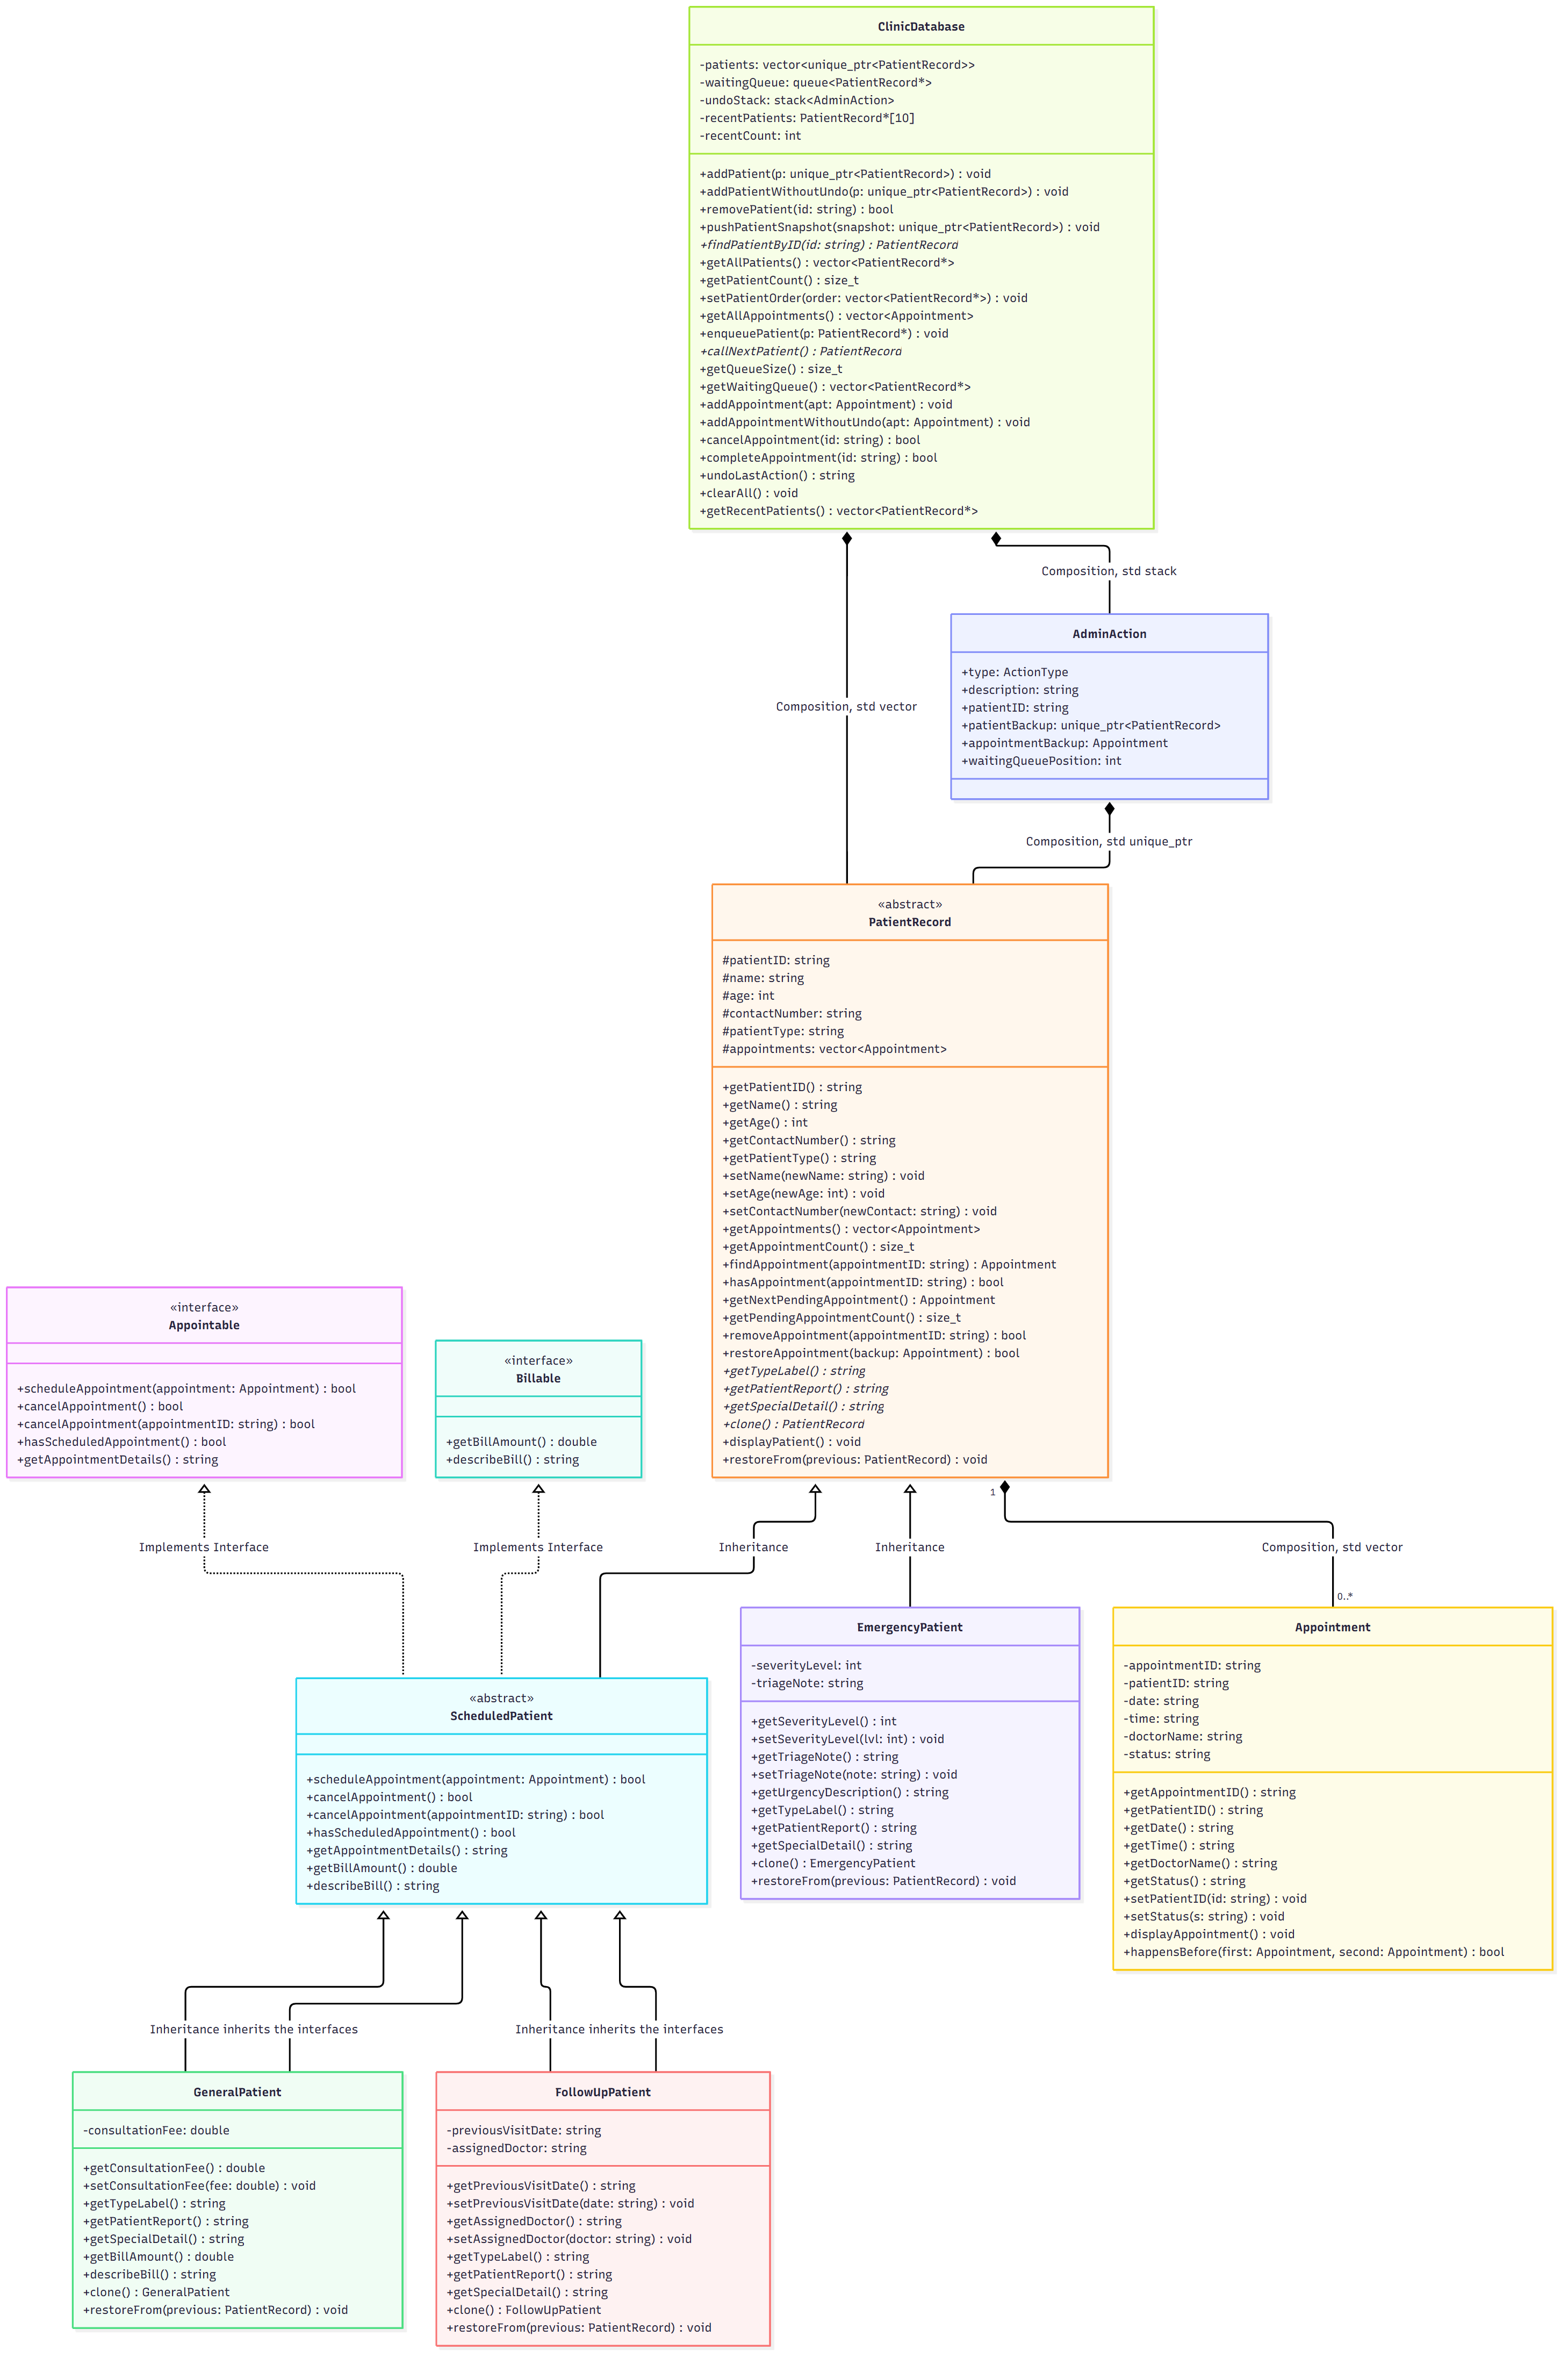 ClinicDatabase
-patients: vector<unique_ptr<PatientRecord>>
-waitingQueue: queue<PatientRecord*>
-undoStack: stack<AdminAction>
-recentPatients: PatientRecord*[10]
-recentCount: int
+addPatient(p: unique_ptr<PatientRecord>) : void
+addPatientWithoutUndo(p: unique_ptr<PatientRecord>) : void
+removePatient(id: string) : bool
+pushPatientSnapshot(snapshot: unique_ptr<PatientRecord>) : void
+findPatientByID(id: string) : PatientRecord
+getAllPatients() : vector<PatientRecord*>
+getPatientCount() : size_t
+setPatientOrder(order: vector<PatientRecord*>) : void
+getAllAppointments() : vector<Appointment>
+enqueuePatient(p: PatientRecord*) : void
+callNextPatient() : PatientRecord
+getQueueSize() : size_t
+getWaitingQueue() : vector<PatientRecord*>
+addAppointment(apt: Appointment) : void
+addAppointmentWithoutUndo(apt: Appointment) : void
+cancelAppointment(id: string) : bool
+completeAppointment(id: string) : bool
+undoLastAction() : string
+clearAll() : void
+getRecentPatients() : vector<PatientRecord*>
Composition, std stack
AdminAction
+type: ActionType
+description: string
+patientID: string
+patientBackup: unique_ptr<PatientRecord>
+appointmentBackup: Appointment
+waitingQueuePosition: int
Composition, std vector
Composition, std unique_ptr
«abstract»
PatientRecord
#patientID: string
#name: string
#age: int
#contactNumber: string
#patientType: string
#appointments: vector<Appointment>
+getPatientID() : string
+getName() : string
+getAge() : int
+getContactNumber() : string
+getPatientType() : string
+setName(newName: string) : void
+setAge(newAge: int) : void
+setContactNumber(newContact: string) : void
+getAppointments() : vector<Appointment>
+getAppointmentCount() : size_t
+findAppointment(appointmentID: string) : Appointment
+hasAppointment(appointmentID: string) : bool
+getNextPendingAppointment() : Appointment
+getPendingAppointmentCount() : size_t
+removeAppointment(appointmentID: string) : bool
+restoreAppointment(backup: Appointment) : bool
+getTypeLabel() : string
+getPatientReport() : string
+getSpecialDetail() : string
+clone() : PatientRecord
+displayPatient() : void
+restoreFrom(previous: PatientRecord) : void
«interface»
Appointable
+scheduleAppointment(appointment: Appointment) : bool
+cancelAppointment() : bool
+cancelAppointment(appointmentID: string) : bool
+hasScheduledAppointment() : bool
+getAppointmentDetails() : string
«interface»
Billable
+getBillAmount() : double
+describeBill() : string
1
Implements Interface
Implements Interface
Inheritance
Inheritance
Composition, std vector
0..*
«abstract»
ScheduledPatient
+scheduleAppointment(appointment: Appointment) : bool
+cancelAppointment() : bool
+cancelAppointment(appointmentID: string) : bool
+hasScheduledAppointment() : bool
+getAppointmentDetails() : string
+getBillAmount() : double
+describeBill() : string
EmergencyPatient
-severityLevel: int
-triageNote: string
+getSeverityLevel() : int
+setSeverityLevel(lvl: int) : void
+getTriageNote() : string
+setTriageNote(note: string) : void
+getUrgencyDescription() : string
+getTypeLabel() : string
+getPatientReport() : string
+getSpecialDetail() : string
+clone() : EmergencyPatient
+restoreFrom(previous: PatientRecord) : void
Appointment
-appointmentID: string
-patientID: string
-date: string
-time: string
-doctorName: string
-status: string
+getAppointmentID() : string
+getPatientID() : string
+getDate() : string
+getTime() : string
+getDoctorName() : string
+getStatus() : string
+setPatientID(id: string) : void
+setStatus(s: string) : void
+displayAppointment() : void
+happensBefore(first: Appointment, second: Appointment) : bool
Inheritance inherits the interfaces
Inheritance inherits the interfaces
GeneralPatient
-consultationFee: double
+getConsultationFee() : double
+setConsultationFee(fee: double) : void
+getTypeLabel() : string
+getPatientReport() : string
+getSpecialDetail() : string
+getBillAmount() : double
+describeBill() : string
+clone() : GeneralPatient
+restoreFrom(previous: PatientRecord) : void
FollowUpPatient
-previousVisitDate: string
-assignedDoctor: string
+getPreviousVisitDate() : string
+setPreviousVisitDate(date: string) : void
+getAssignedDoctor() : string
+setAssignedDoctor(doctor: string) : void
+getTypeLabel() : string
+getPatientReport() : string
+getSpecialDetail() : string
+clone() : FollowUpPatient
+restoreFrom(previous: PatientRecord) : void